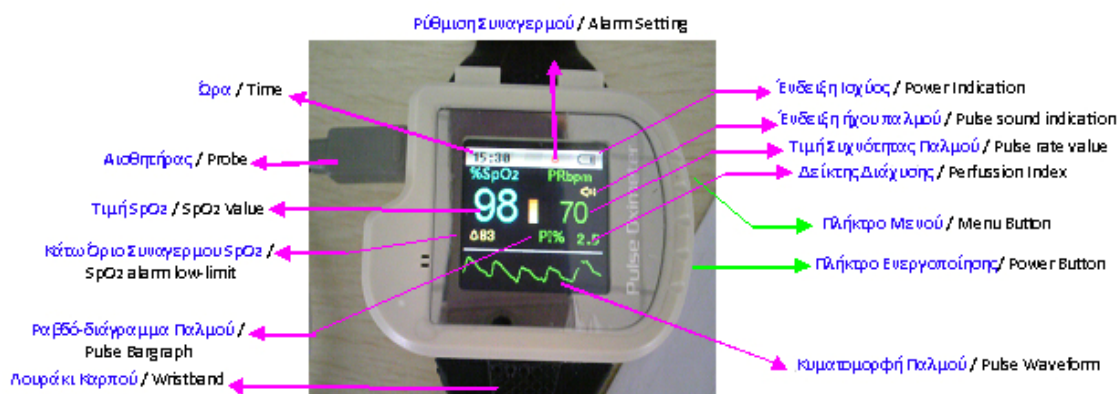 Ρύθμιση Συναγερμού / Alarm Setting
Ώρα / Time
Αισθητήρας / Probe
Τιμή SpO2 / SpO2 Value
Κάτω Όριο Συναγερμου SpO2 /
SpO2 alarm low-limit
Ραβδό-διάγραμμα Παλμού /
Pulse Bargraph
Λουράκι Καρπού / Wristband
15:30
%SpO2 PRbpm
98 70
83 PI% 2.5
Pulse Oximeter
Ένδειξη Ισχύος / Power Indication
Ένδειξη ήχου παλμού / Pulse sound indication
Τιμή Συχνότητας Παλμού / Pulse rate value
Δείκτης Διάχυσης / Perfussion Index
Πλήκτρο Μενού / Menu Button
Πλήκτρο Ενεργοποίησης/ Power Button
Κυματομορφή Παλμού / Pulse Waveform